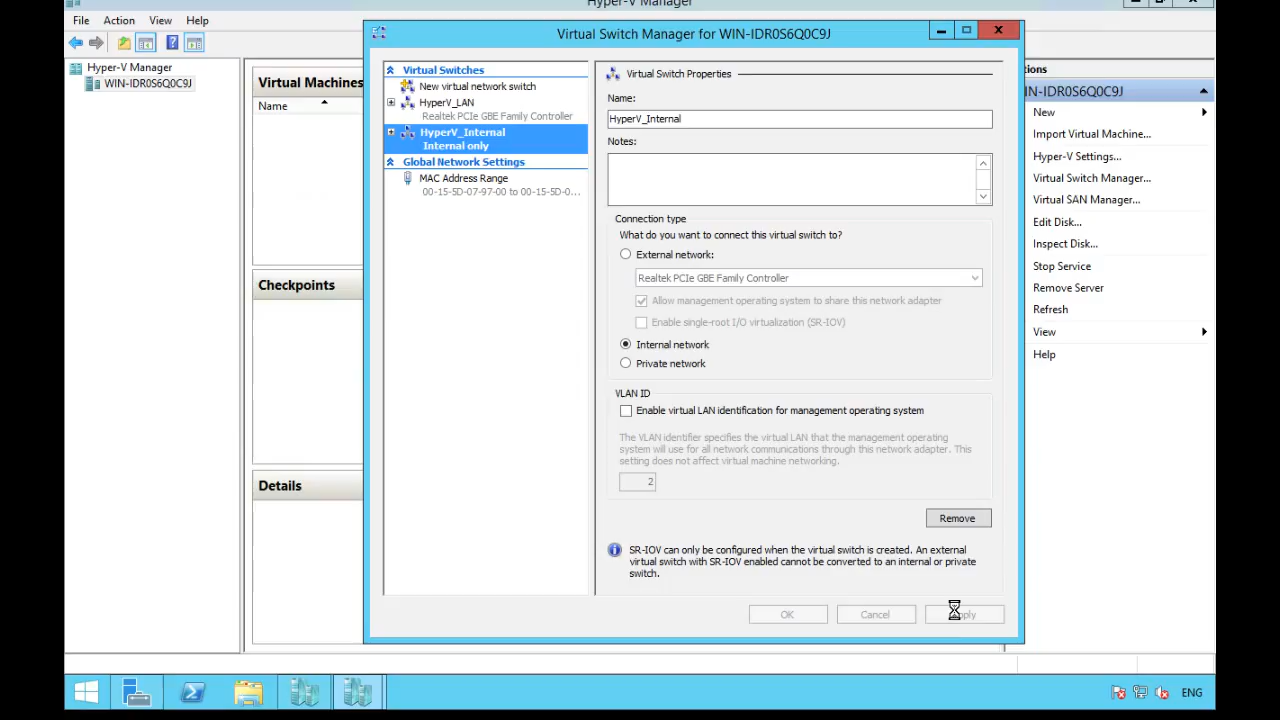 Hyper-V Manager
File Action View Help
Hyper-V Manager
WIN-IDR0S6Q0C9J
Virtual Machines
Name
Checkpoints
Details
Virtual Switch Manager for WIN-IDR0S6Q0C9J
Virtual Switches
New virtual network switch
HyperV_LAN
Realtek PCIe GBE Family Controller
HyperV_Internal
Internal only
Global Network Settings
MAC Address Range
00-15-5D-07-97-00 to 00-15-5D-0...
Virtual Switch Properties
Name:
HyperV_Internal
Notes:
Connection type
What do you want to connect this virtual switch to?
External network:
Realtek PCIe GBE Family Controller
Allow management operating system to share this network adapter
Enable single-root I/O virtualization (SR-IOV)
Internal network
Private network
VLAN ID
Enable virtual LAN identification for management operating system
The VLAN identifier specifies the virtual LAN that the management operating
system will use for all network communications through this network adapter. This
setting does not affect virtual machine networking.
2
Remove
SR-IOV can only be configured when the virtual switch is created. An external
virtual switch with SR-IOV enabled cannot be converted to an internal or private
switch.
OK Cancel
tions
IN-IDR0S6Q0C9J
New
Import Virtual Machine...
Hyper-V Settings...
Virtual Switch Manager...
Virtual SAN Manager...
Edit Disk...
Inspect Disk...
Stop Service
Remove Server
Refresh
View
Help
ENG